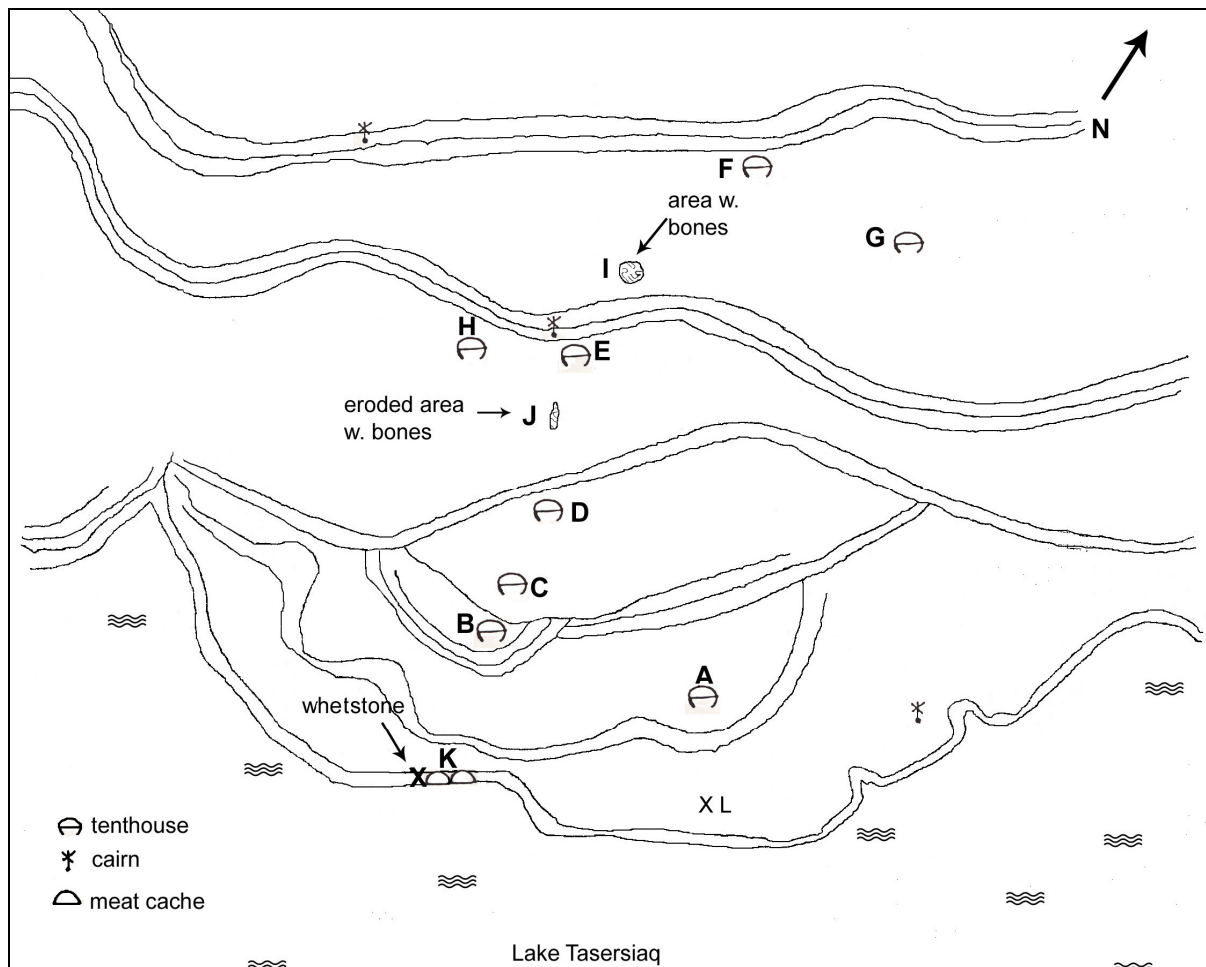 N
F
area w.
bones
G
I
H
E
eroded area
w. bones
J
D
C
B
A
whetstone
K
X
X L
tenthouse
cairn
meat cache
Lake Tasersiaq